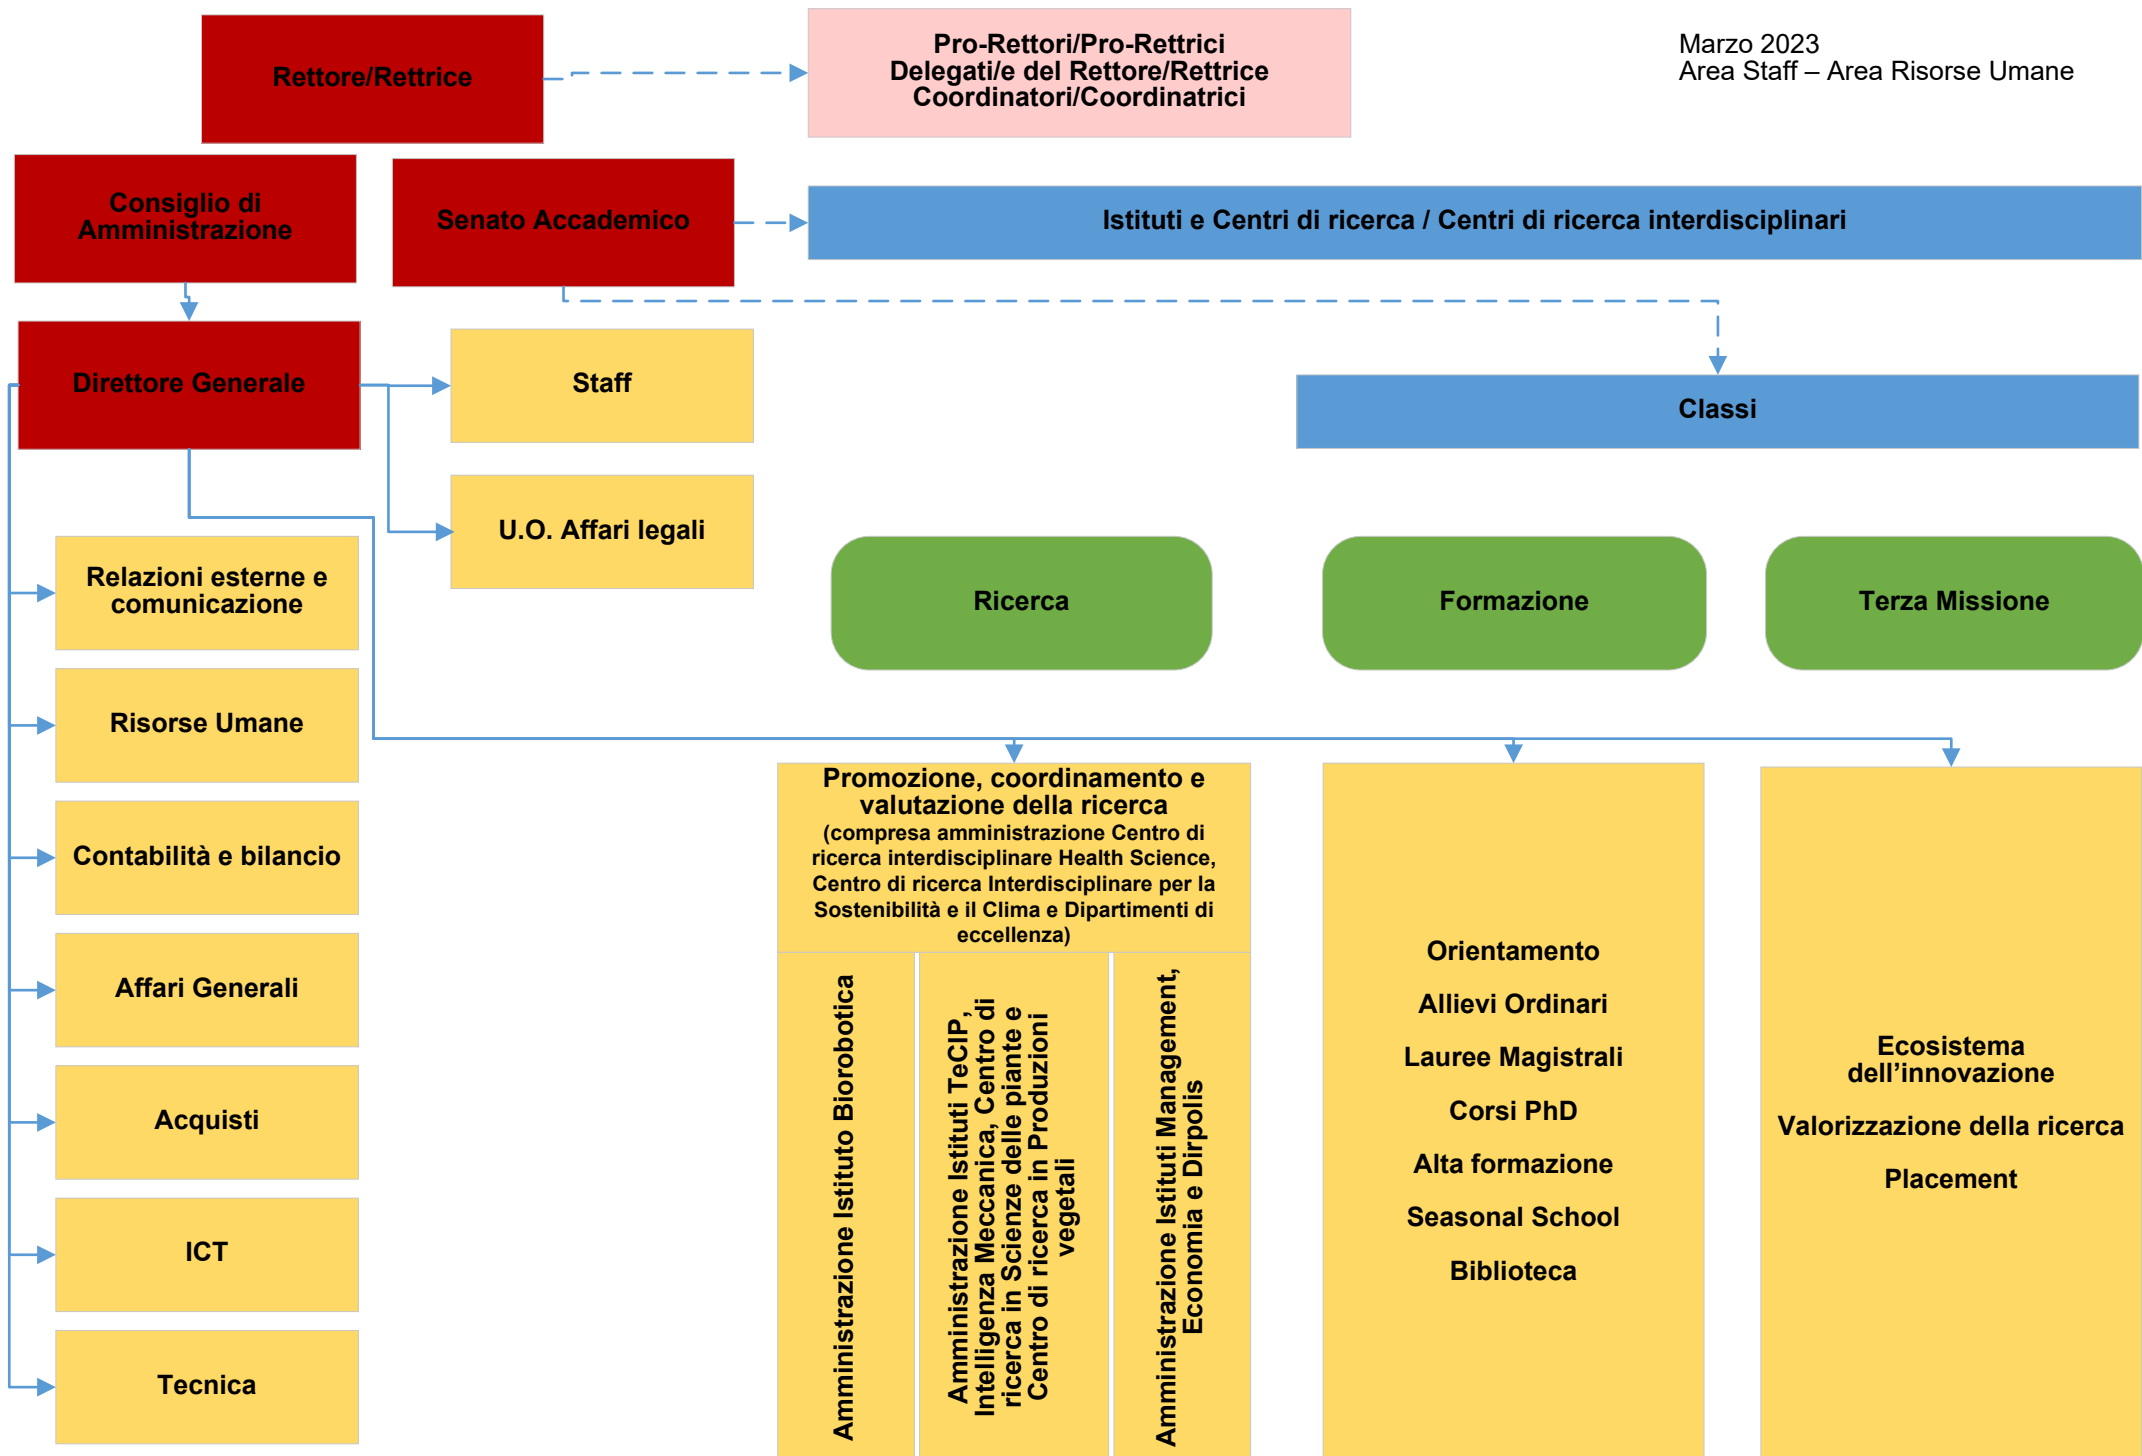 Rettore/Rettrice
Pro-Rettori/Pro-Rettrici
Delegati/e del Rettore/Rettrice
Coordinatori/Coordinatrici
Marzo 2023
Area Staff – Area Risorse Umane
Consiglio di
Amministrazione
Senato Accademico
Istituti e Centri di ricerca / Centri di ricerca interdisciplinari
Direttore Generale
Staff
Classi
U.O. Affari legali
Relazioni esterne e
comunicazione
Risorse Umane
Contabilità e bilancio
Affari Generali
Acquisti
ICT
Tecnica
Ricerca
Formazione
Terza Missione
Promozione, coordinamento e
valutazione della ricerca
(compresa amministrazione Centro di
ricerca interdisciplinare Health Science,
Centro di ricerca Interdisciplinare per la
Sostenibilità e il Clima e Dipartimenti di
eccellenza)
Amministrazione Istituto Biorobotica
Amministrazione Istituti TeCIP,
Intelligenza Meccanica, Centro di
ricerca in Scienze delle piante e
Centro di ricerca in Produzioni
vegetali
Amministrazione Istituti Management,
Economia e Dirpolis
Orientamento
Allievi Ordinari
Lauree Magistrali
Corsi PhD
Alta formazione
Seasonal School
Biblioteca
Ecosistema
dell’innovazione
Valorizzazione della ricerca
Placement